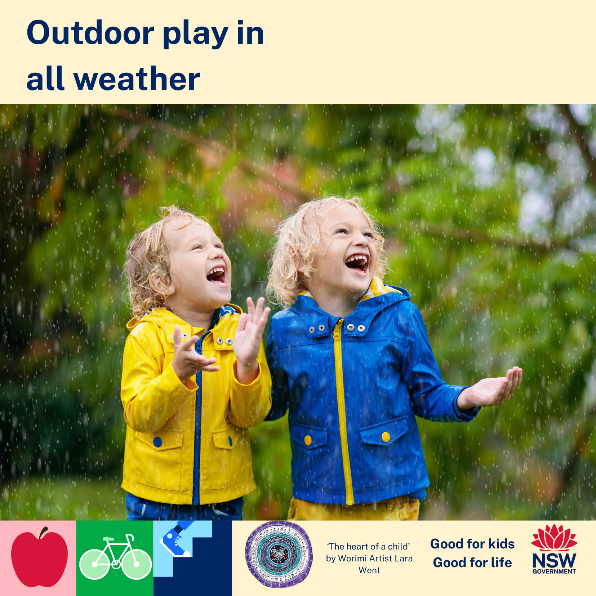 Outdoor play in
all weather
'The heart of a child'
by Worimi Artist Lara
Went
Good for kids
Good for life
NSW
GOVERNMENT